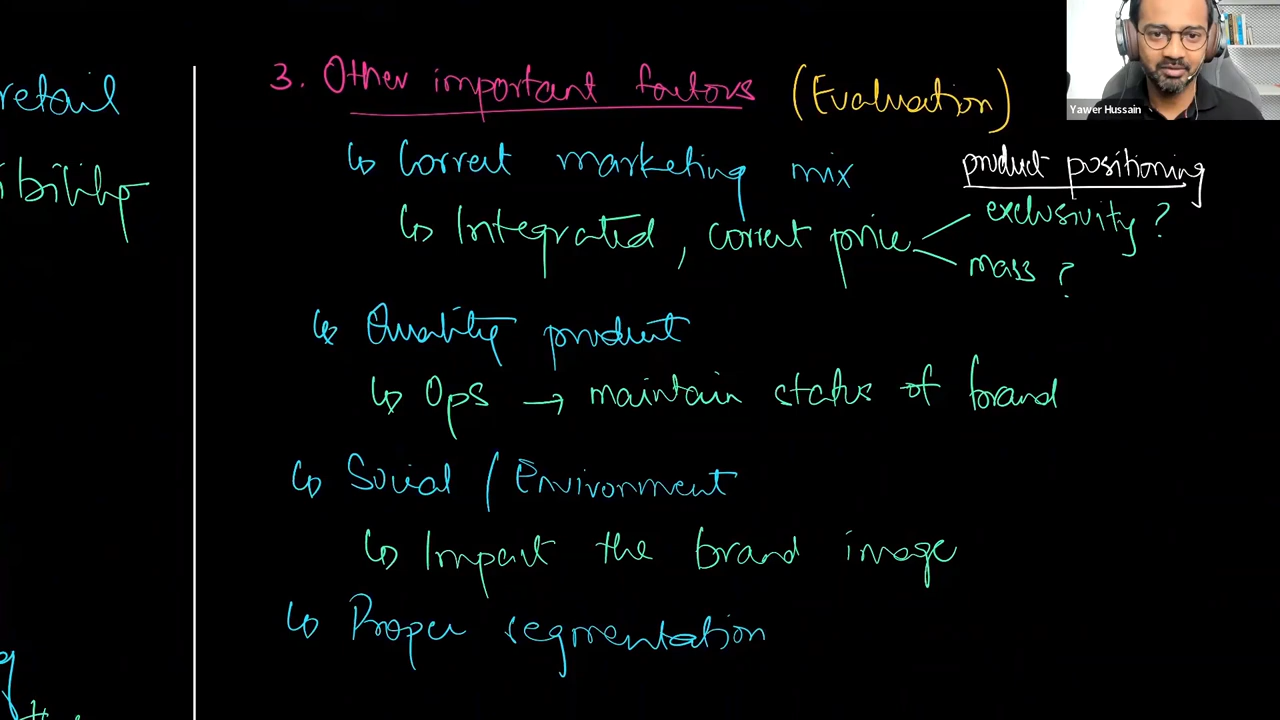 retail
ibility
3. Other important factors (Evaluation)
Yawer Hussain
↳ Correct marketing mix
product positioning
↳ Integrated, correct price
exclusivity?
mass?
↳ Quality product
↳ Ops → maintain status of brand
↳ Social / Environment
↳ Impact the brand image
↳ Proper segmentation